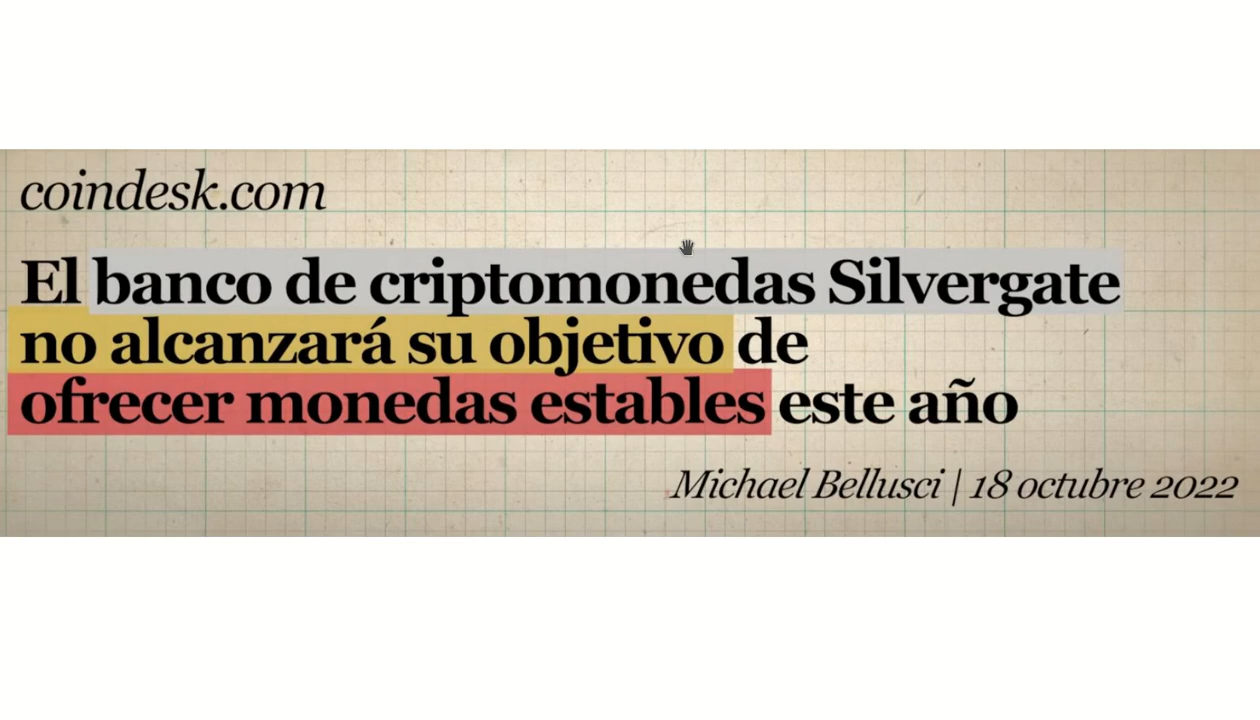 coindesk.com
El banco de criptomonedas Silvergate
no alcanzará su objetivo de
ofrecer monedas estables este año
Michael Bellusci | 18 octubre 2022